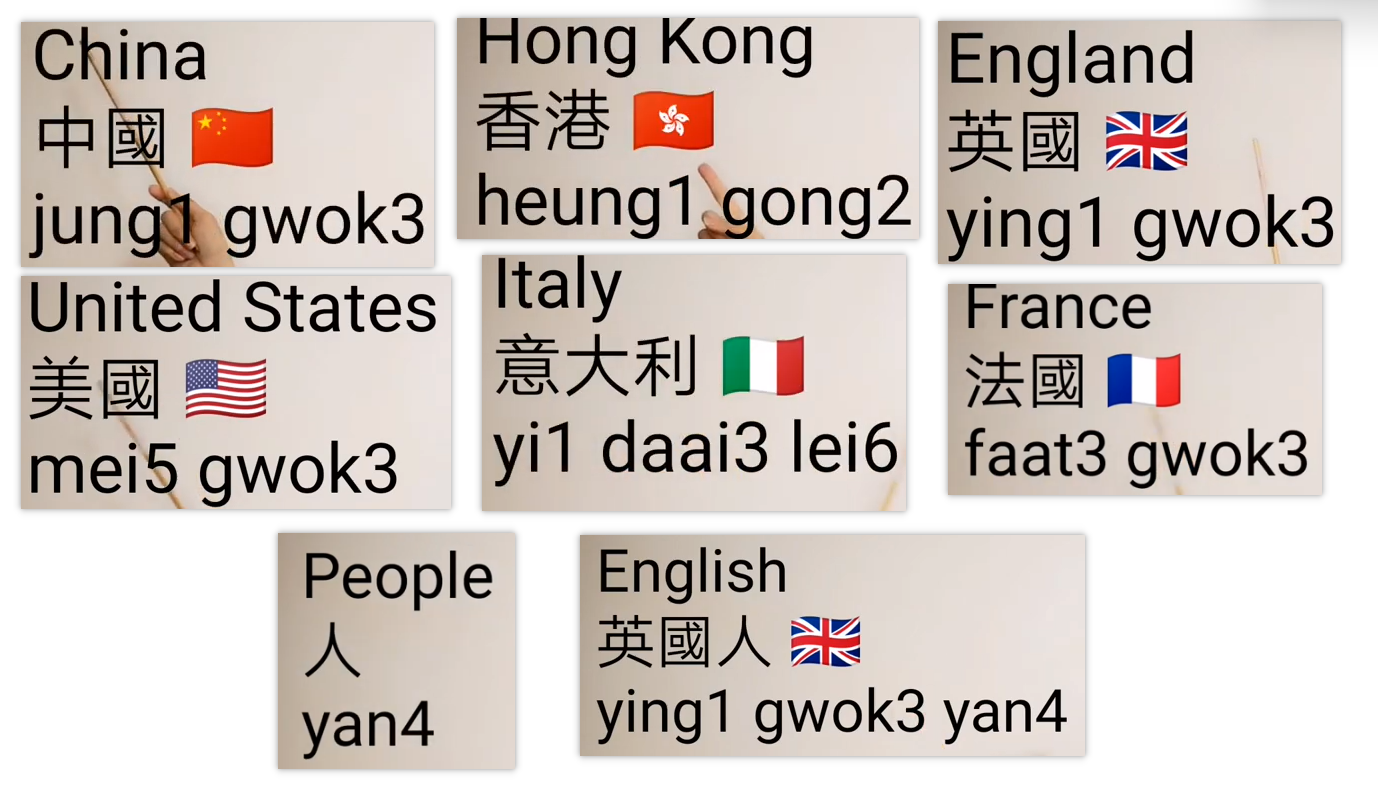 China
中國 🇨🇳
jung1 gwok3
Hong Kong
香港 🇭🇰
heung1 gong2
England
英國 🇬🇧
ying1 gwok3
United States
美國 🇺🇸
mei5 gwok3
Italy
意大利 🇮🇹
yi1 daai3 lei6
France
法國 🇫🇷
faat3 gwok3
People
人
yan4
English
英國人 🇬🇧
ying1 gwok3 yan4